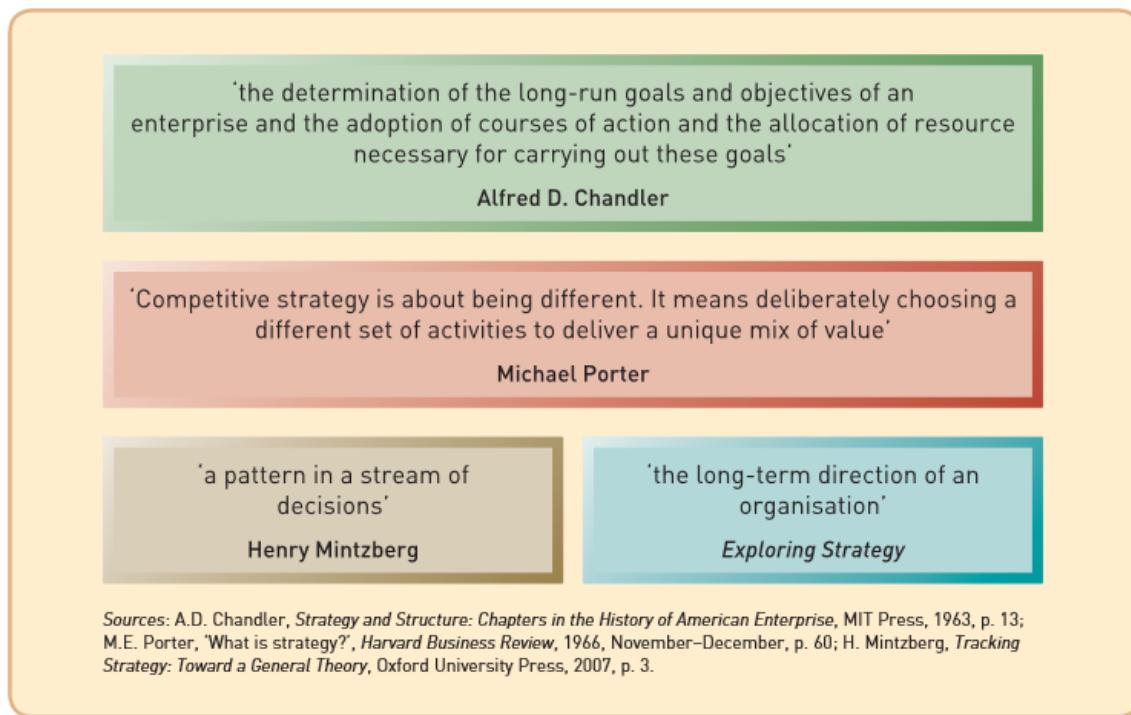 ‘the determination of the long-run goals and objectives of an
enterprise and the adoption of courses of action and the allocation of resource
necessary for carrying out these goals’
Alfred D. Chandler
‘Competitive strategy is about being different. It means deliberately choosing a
different set of activities to deliver a unique mix of value’
Michael Porter
‘a pattern in a stream of
decisions’
Henry Mintzberg
‘the long-term direction of an
organisation’
Exploring Strategy
Sources: A.D. Chandler, Strategy and Structure: Chapters in the History of American Enterprise, MIT Press, 1963, p. 13;
M.E. Porter, ‘What is strategy?’, Harvard Business Review, 1966, November–December, p. 60; H. Mintzberg, Tracking
Strategy: Toward a General Theory, Oxford University Press, 2007, p. 3.